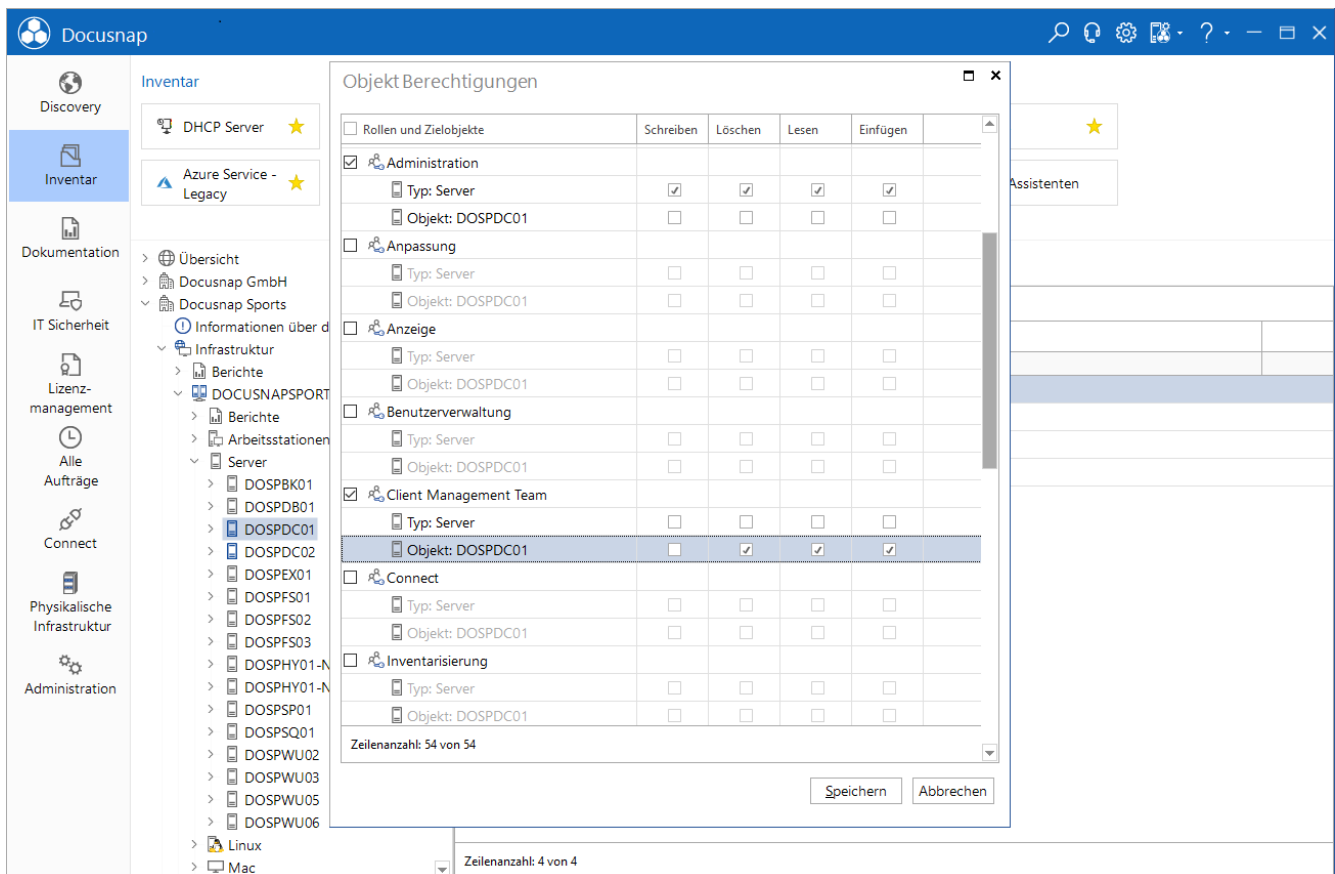 Docusnap
Discovery
Inventar
Dokumentation
IT Sicherheit
Lizenz-
management
Alle
Aufträge
Connect
Physikalische
Infrastruktur
Administration
Inventar
DHCP Server
Azure Service -
Legacy
Assistenten
Übersicht
Docusnap GmbH
Docusnap Sports
Informationen über d
Infrastruktur
Berichte
DOCUSNAPSPORT
Berichte
Arbeitsstationen
Server
DOSPBK01
DOSPDB01
DOSPDC01
DOSPDC02
DOSPEX01
DOSPFS01
DOSPFS02
DOSPFS03
DOSPHY01-N
DOSPHY01-N
DOSPSP01
DOSPSQ01
DOSPWU02
DOSPWU03
DOSPWU05
DOSPWU06
Linux
Mac
Objekt Berechtigungen
Rollen und Zielobjekte Schreiben Löschen Lesen Einfügen
Administration
Typ: Server
Objekt: DOSPDC01
Anpassung
Typ: Server
Objekt: DOSPDC01
Anzeige
Typ: Server
Objekt: DOSPDC01
Benutzerverwaltung
Typ: Server
Objekt: DOSPDC01
Client Management Team
Typ: Server
Objekt: DOSPDC01
Connect
Typ: Server
Objekt: DOSPDC01
Inventarisierung
Typ: Server
Objekt: DOSPDC01
Zeilenanzahl: 54 von 54
Speichern Abbrechen
Zeilenanzahl: 4 von 4